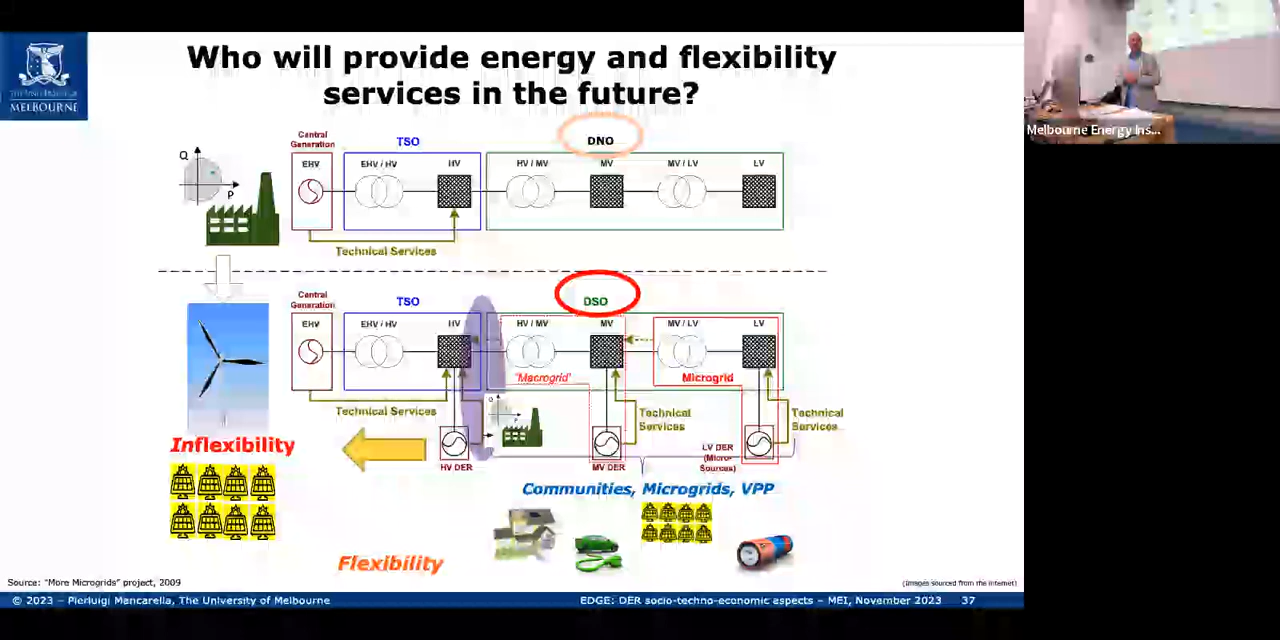 Who will provide energy and flexibility
services in the future?
THE UNIVERSITY OF
MELBOURNE
Melbourne Energy Ins...
Central
Generation
TSO
DNO
Q
P
EHV
EHV / HV
HV
HV / MV
MV
MV / LV
LV
Technical Services
Central
Generation
TSO
DSO
EHV
EHV / HV
HV
HV / MV
MV
MV / LV
LV
"Macrogrid"
Microgrid
Technical Services
Technical
Services
Technical
Services
Inflexibility
HV DER
MV DER
LV DER
(Micro-
Sources)
Communities, Microgrids, VPP
Flexibility
Source: "More Microgrids" project, 2009
(Images sourced from the internet)
© 2023 – Pierluigi Mancarella, The University of Melbourne
EDGE: DER socio-techno-economic aspects – MEI, November 2023 37